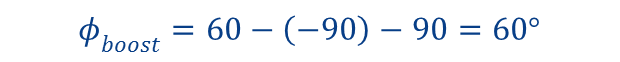 ϕboost = 60 − (−90) − 90 = 60°